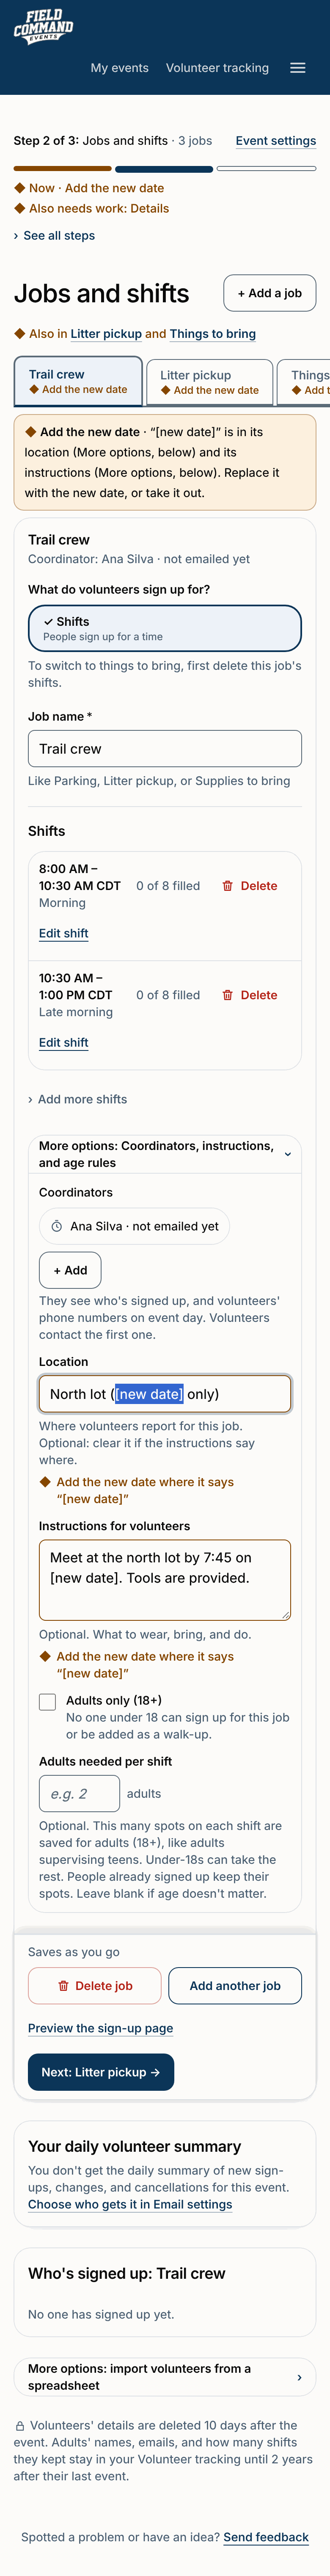 FIELD
COMMAND
EVENTS
My events Volunteer tracking
Step 2 of 3: Jobs and shifts · 3 jobs Event settings
◆ Now · Add the new date
◆ Also needs work: Details
› See all steps
Jobs and shifts + Add a job
◆ Also in Litter pickup and Things to bring
Trail crew
◆ Add the new date
Litter pickup
◆ Add the new date
Things
◆ Add t
◆ Add the new date · “[new date]” is in its
location (More options, below) and its
instructions (More options, below). Replace it
with the new date, or take it out.
Trail crew
Coordinator: Ana Silva · not emailed yet
What do volunteers sign up for?
✓ Shifts
People sign up for a time
To switch to things to bring, first delete this job's
shifts.
Job name *
Trail crew
Like Parking, Litter pickup, or Supplies to bring
Shifts
8:00 AM –
10:30 AM CDT 0 of 8 filled Delete
Morning
Edit shift
10:30 AM –
1:00 PM CDT 0 of 8 filled Delete
Late morning
Edit shift
› Add more shifts
More options: Coordinators, instructions,
and age rules
Coordinators
Ana Silva · not emailed yet
+ Add
They see who's signed up, and volunteers'
phone numbers on event day. Volunteers
contact the first one.
Location
North lot ([new date] only)
Where volunteers report for this job.
Optional: clear it if the instructions say
where.
◆ Add the new date where it says
“[new date]”
Instructions for volunteers
Meet at the north lot by 7:45 on
[new date]. Tools are provided.
Optional. What to wear, bring, and do.
◆ Add the new date where it says
“[new date]”
Adults only (18+)
No one under 18 can sign up for this job
or be added as a walk-up.
Adults needed per shift
e.g. 2 adults
Optional. This many spots on each shift are
saved for adults (18+), like adults
supervising teens. Under-18s can take the
rest. People already signed up keep their
spots. Leave blank if age doesn't matter.
Saves as you go
Delete job Add another job
Preview the sign-up page
Next: Litter pickup →
Your daily volunteer summary
You don't get the daily summary of new sign-
ups, changes, and cancellations for this event.
Choose who gets it in Email settings
Who's signed up: Trail crew
No one has signed up yet.
More options: import volunteers from a
spreadsheet ›
Volunteers' details are deleted 10 days after the
event. Adults' names, emails, and how many shifts
they kept stay in your Volunteer tracking until 2 years
after their last event.
Spotted a problem or have an idea? Send feedback